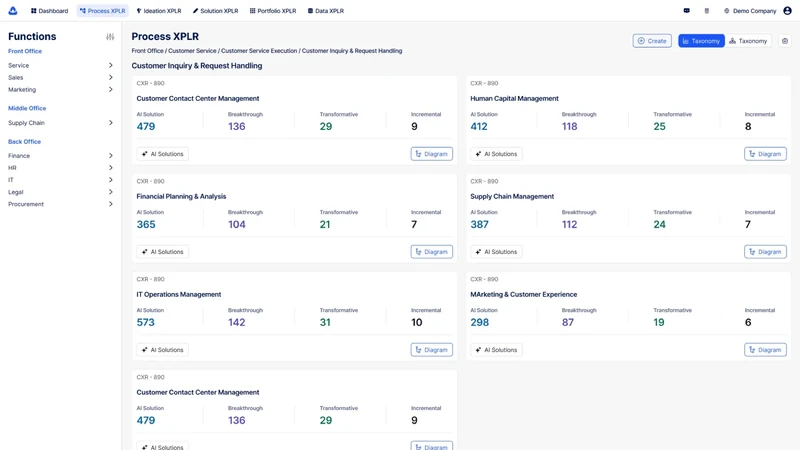 Dashboard Process XPLR Ideation XPLR Solution XPLR Portfolio XPLR Data XPLR Demo Company
Functions
Front Office
Service
Sales
Marketing
Middle Office
Supply Chain
Back Office
Finance
HR
IT
Legal
Procurement
Process XPLR
Front Office / Customer Service / Customer Service Execution / Customer Inquiry & Request Handling
Create Taxonomy Taxonomy
Customer Inquiry & Request Handling
CXR - 890
Customer Contact Center Management
AI Solution Breakthrough Transformative Incremental
479 136 29 9
AI Solutions Diagram
CXR - 890
Human Capital Management
AI Solution Breakthrough Transformative Incremental
412 118 25 8
AI Solutions Diagram
CXR - 890
Financial Planning & Analysis
AI Solution Breakthrough Transformative Incremental
365 104 21 7
AI Solutions Diagram
CXR - 890
Supply Chain Management
AI Solution Breakthrough Transformative Incremental
387 112 24 7
AI Solutions Diagram
CXR - 890
IT Operations Management
AI Solution Breakthrough Transformative Incremental
573 142 31 10
AI Solutions Diagram
CXR - 890
MArketing & Customer Experience
AI Solution Breakthrough Transformative Incremental
298 87 19 6
AI Solutions Diagram
CXR - 890
Customer Contact Center Management
AI Solution Breakthrough Transformative Incremental
479 136 29 9
AI Solutions Diagram